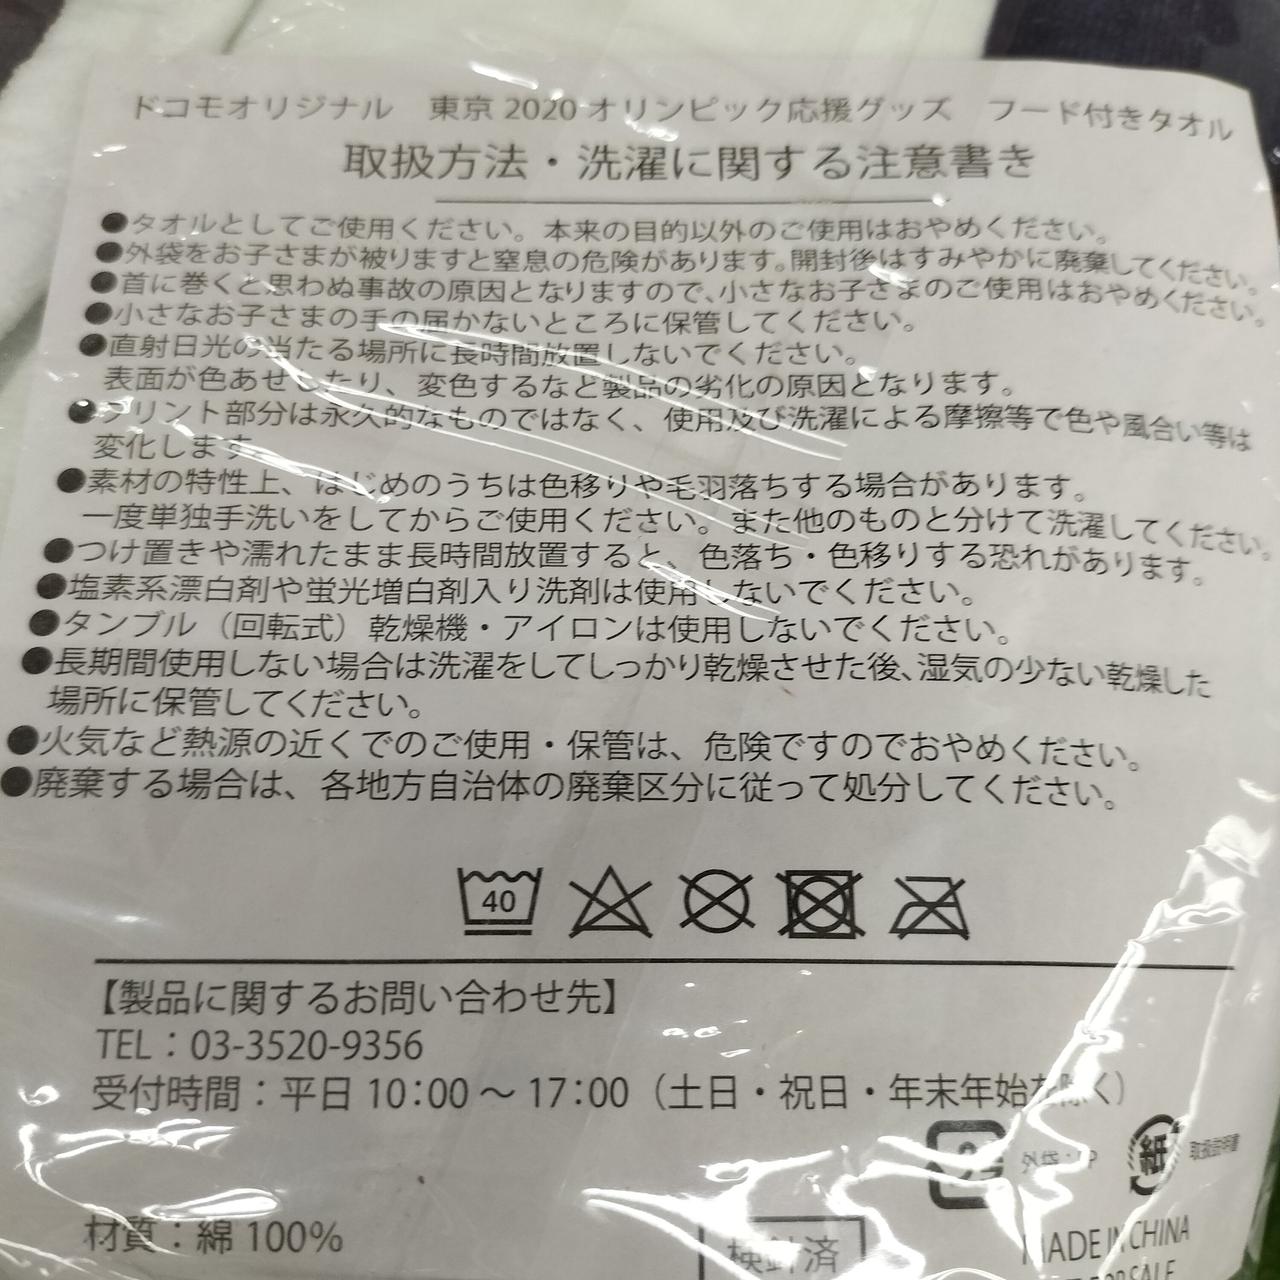 ドコモオリジナル　東京 2020 オリンピック応援グッズ　フード付きタオル
取扱方法・洗濯に関する注意書き
●タオルとしてご使用ください。本来の目的以外のご使用はおやめください。
●外袋をお子さまが被りますと窒息の危険があります。開封後はすみやかに廃棄してください。
●首に巻くと思わぬ事故の原因となりますので、小さなお子さまのご使用はおやめください。
●小さなお子さまの手の届かないところに保管してください。
●直射日光の当たる場所に長時間放置しないでください。
表面が色あせしたり、変色するなど製品の劣化の原因となります。
●プリント部分は永久的なものではなく、使用及び洗濯による摩擦等で色や風合い等は
変化します。
●素材の特性上、はじめのうちは色移りや毛羽落ちする場合があります。
一度単独手洗いをしてからご使用ください。また他のものと分けて洗濯してください。
●つけ置きや濡れたまま長時間放置すると、色落ち・色移りする恐れがあります。
●塩素系漂白剤や蛍光増白剤入り洗剤は使用しないでください。
●タンブル（回転式）乾燥機・アイロンは使用しないでください。
●長期間使用しない場合は洗濯をしてしっかり乾燥させた後、湿気の少ない乾燥した
場所に保管してください。
●火気など熱源の近くでのご使用・保管は、危険ですのでおやめください。
●廃棄する場合は、各地方自治体の廃棄区分に従って処分してください。
40
【製品に関するお問い合わせ先】
TEL：03-3520-9356
受付時間：平日 10：00 〜 17：00（土日・祝日・年末年始を除く）
外袋：PP
紙 取扱説明書
材質：綿 100%
検針済
MADE IN CHINA
FOR SALE